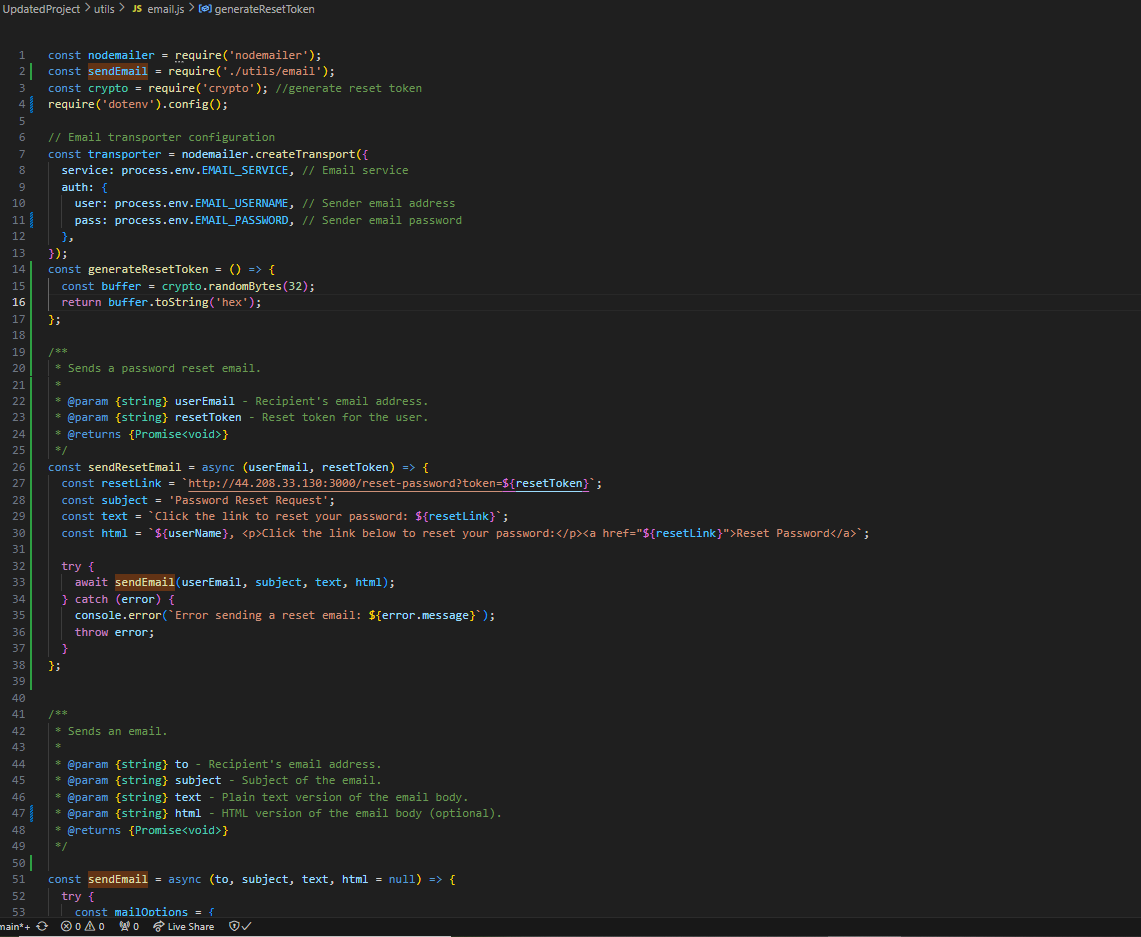 UpdatedProject > utils > JS email.js > generateResetToken
1 const nodemailer = require('nodemailer');
2 const sendEmail = require('./utils/email');
3 const crypto = require('crypto'); //generate reset token
4 require('dotenv').config();
5
6 // Email transporter configuration
7 const transporter = nodemailer.createTransport({
8 service: process.env.EMAIL_SERVICE, // Email service
9 auth: {
10 user: process.env.EMAIL_USERNAME, // Sender email address
11 pass: process.env.EMAIL_PASSWORD, // Sender email password
12 },
13 });
14 const generateResetToken = () => {
15 const buffer = crypto.randomBytes(32);
16 return buffer.toString('hex');
17 };
18
19 /**
20 * Sends a password reset email.
21 *
22 * @param {string} userEmail - Recipient's email address.
23 * @param {string} resetToken - Reset token for the user.
24 * @returns {Promise<void>}
25 */
26 const sendResetEmail = async (userEmail, resetToken) => {
27 const resetLink = `http://44.208.33.130:3000/reset-password?token=${resetToken}`;
28 const subject = 'Password Reset Request';
29 const text = `Click the link to reset your password: ${resetLink}`;
30 const html = `${userName}, <p>Click the link below to reset your password:</p><a href="${resetLink}">Reset Password</a>`;
31
32 try {
33 await sendEmail(userEmail, subject, text, html);
34 } catch (error) {
35 console.error(`Error sending a reset email: ${error.message}`);
36 throw error;
37 }
38 };
39
40
41 /**
42 * Sends an email.
43 *
44 * @param {string} to - Recipient's email address.
45 * @param {string} subject - Subject of the email.
46 * @param {string} text - Plain text version of the email body.
47 * @param {string} html - HTML version of the email body (optional).
48 * @returns {Promise<void>}
49 */
50
51 const sendEmail = async (to, subject, text, html = null) => {
52 try {
53 const mailOptions = {
main*+ 0 0 0 Live Share